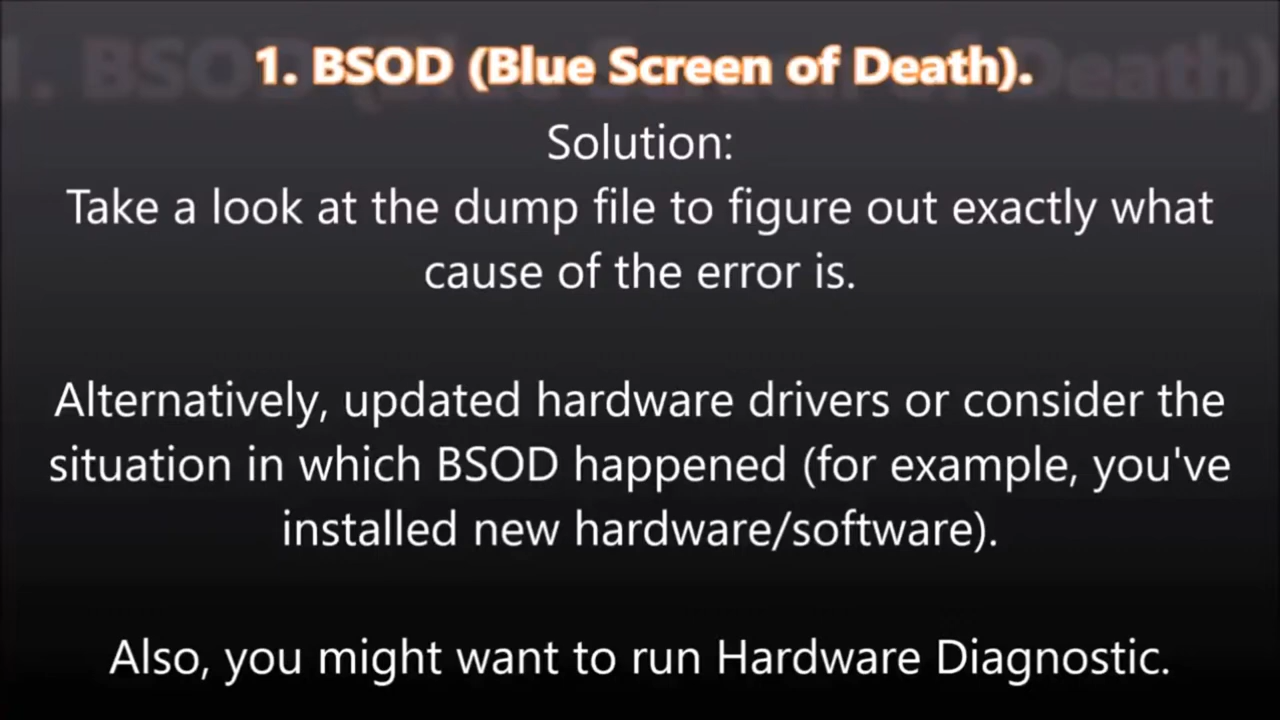 1. BSOD (Blue Screen of Death).
Solution:
Take a look at the dump file to figure out exactly what
cause of the error is.
Alternatively, updated hardware drivers or consider the
situation in which BSOD happened (for example, you've
installed new hardware/software).
Also, you might want to run Hardware Diagnostic.